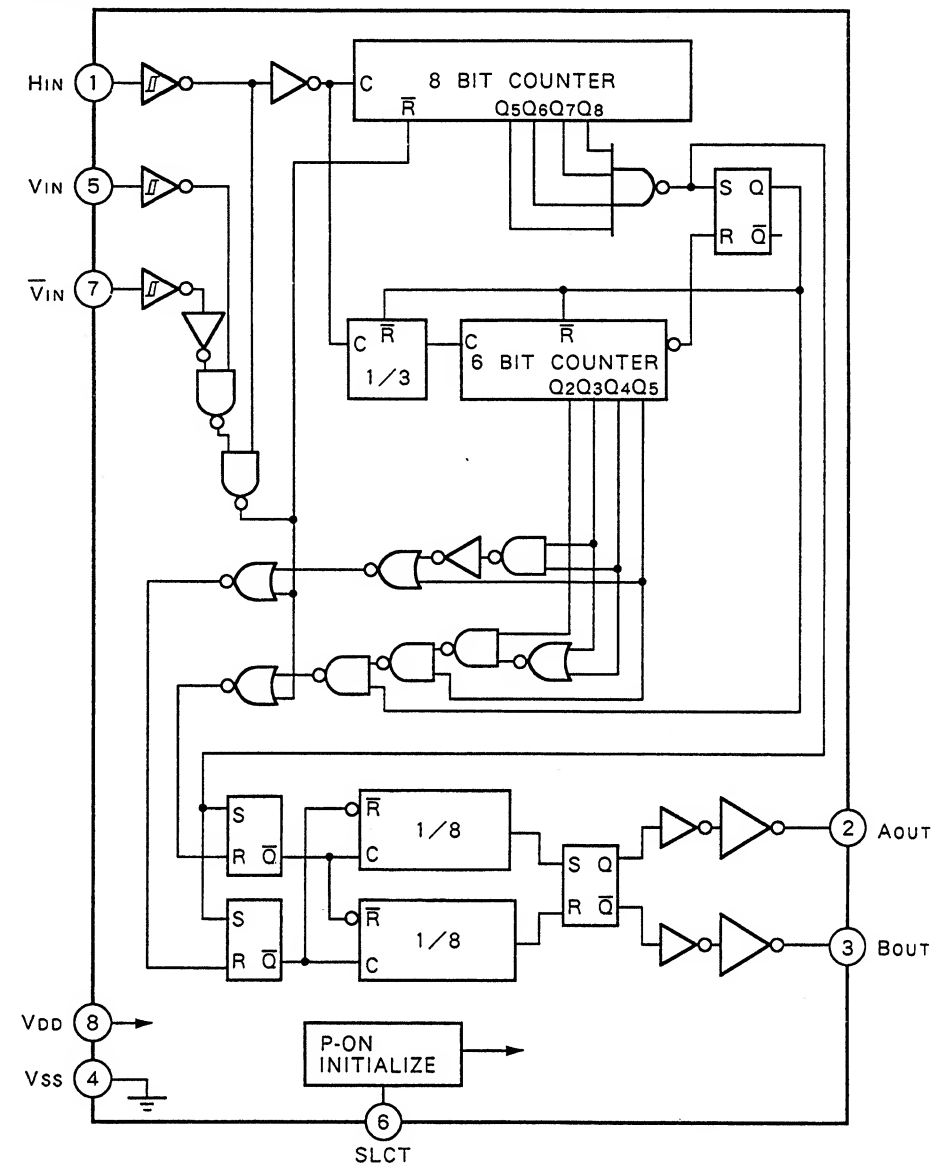 HIN 1
C 8 BIT COUNTER
R̅ Q5Q6Q7Q8
VIN 5
S Q
R Q̅
V̅IN 7
C R̅
1/3
C R̅
6 BIT COUNTER
Q2Q3Q4Q5
S
R Q̅
R̅ 1/8
C
S
R Q̅
R̅ 1/8
C
S Q
R Q̅
2 AOUT
3 BOUT
VDD 8
VSS 4
P-ON
INITIALIZE
6
SLCT